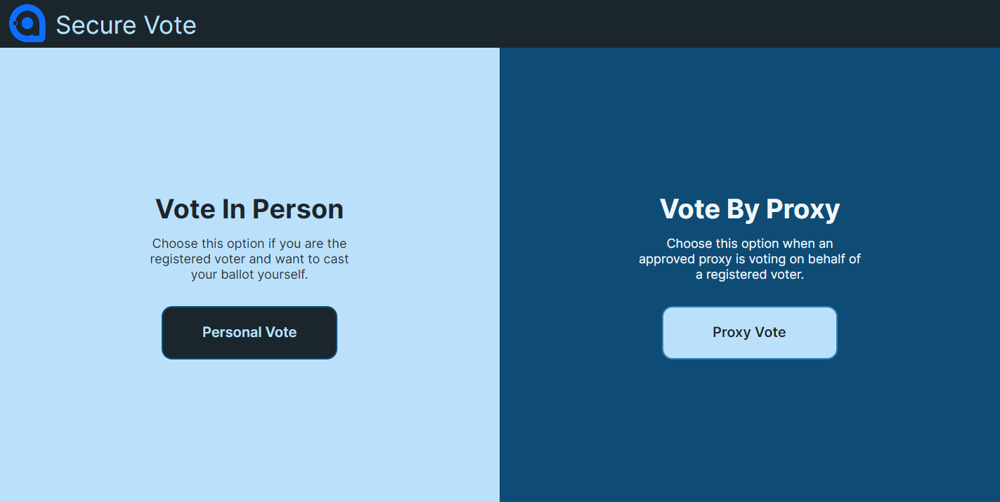 Secure Vote
Vote In Person
Choose this option if you are the
registered voter and want to cast
your ballot yourself.
Personal Vote
Vote By Proxy
Choose this option when an
approved proxy is voting on behalf of
a registered voter.
Proxy Vote